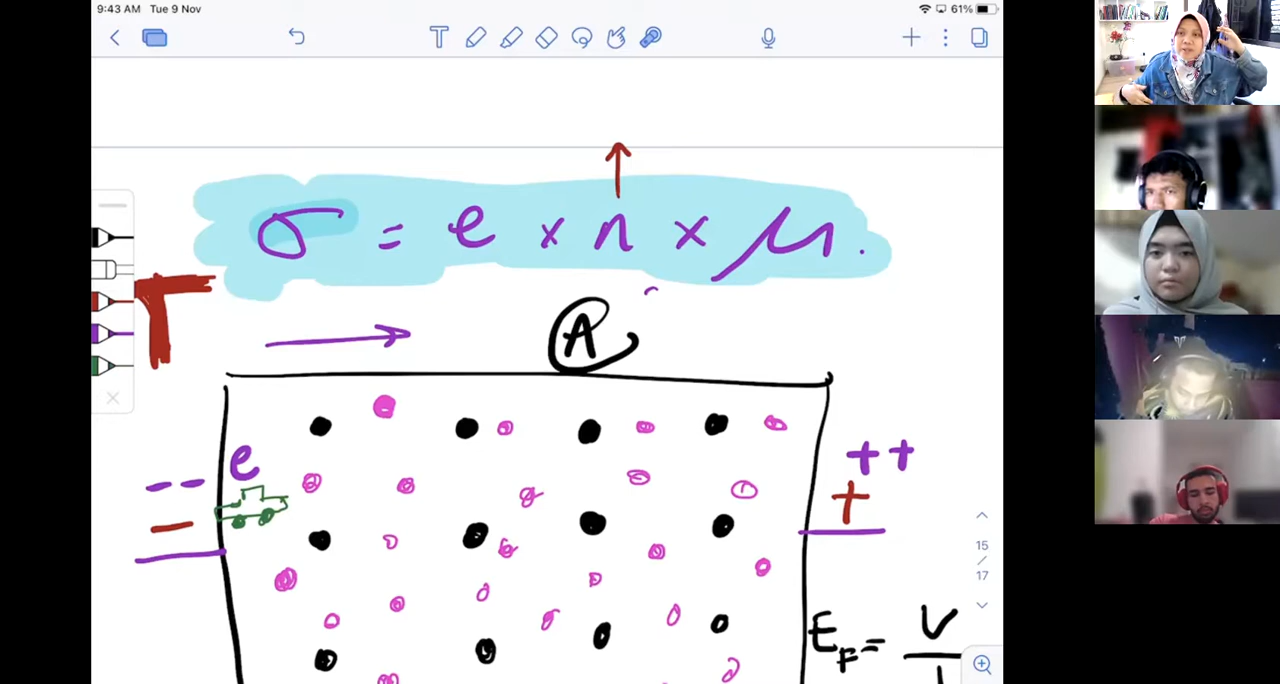 9:43 AM Tue 9 Nov
61%
T
σ = e × n × μ.
T
A
e
++
+
--
-
15
/
17
E_F = V